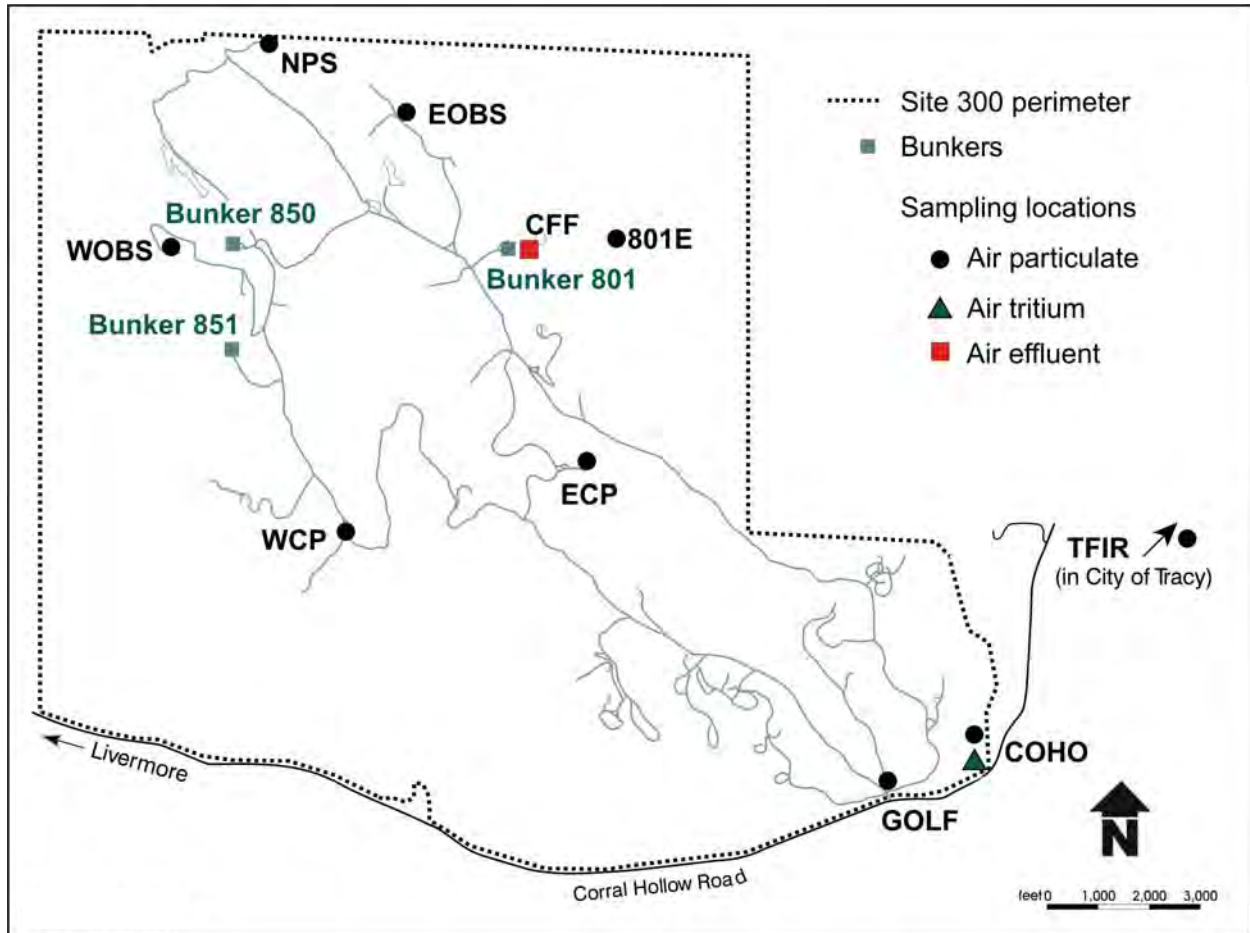 NPS
EOBS
Bunker 850
CFF
801E
WOBS
Bunker 801
Bunker 851
ECP
WCP
TFIR
(in City of Tracy)
COHO
GOLF
Livermore
Corral Hollow Road
Site 300 perimeter
Bunkers
Sampling locations
Air particulate
Air tritium
Air effluent
N
feet 0 1,000 2,000 3,000